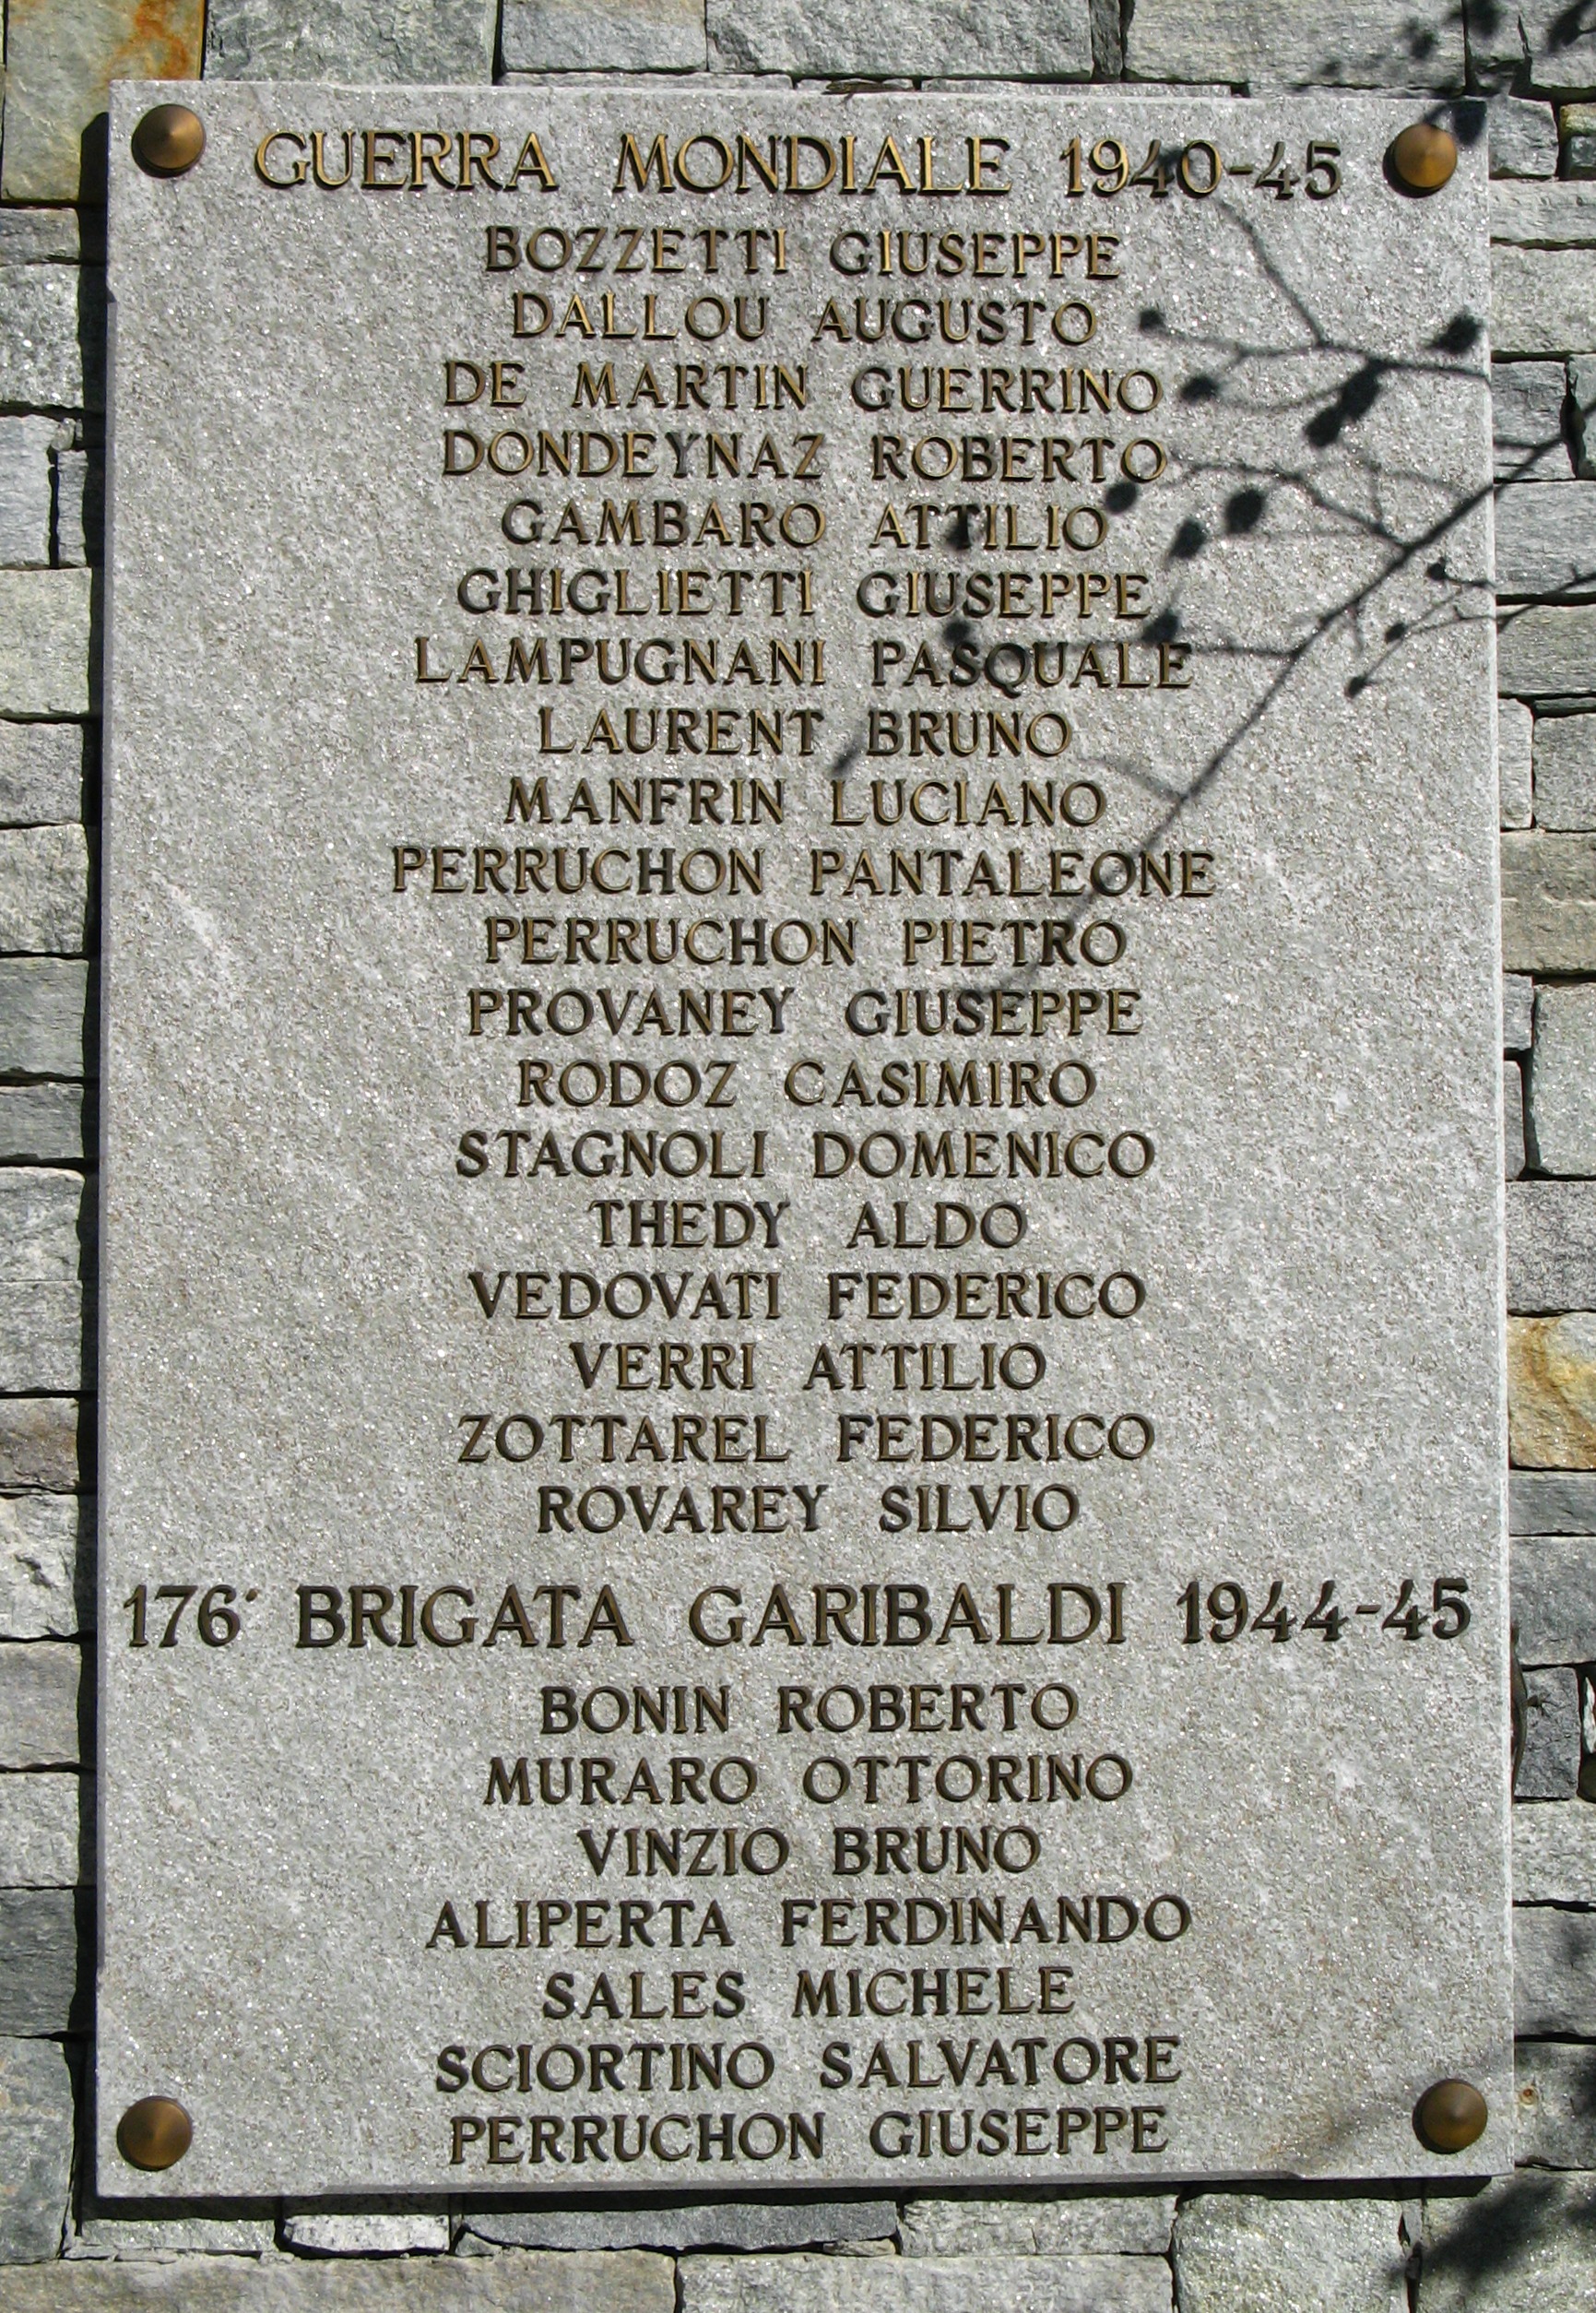 GUERRA MONDIALE 1940-45
BOZZETTI GIUSEPPE
DALLOU AUGUSTO
DE MARTIN GUERRINO
DONDEYNAZ ROBERTO
GAMBARO ATTILIO
GHIGLIETTI GIUSEPPE
LAMPUGNANI PASQUALE
LAURENT BRUNO
MANFRIN LUCIANO
PERRUCHON PANTALEONE
PERRUCHON PIETRO
PROVANEY GIUSEPPE
RODOZ CASIMIRO
STAGNOLI DOMENICO
THEDY ALDO
VEDOVATI FEDERICO
VERRI ATTILIO
ZOTTAREL FEDERICO
ROVAREY SILVIO
176' BRIGATA GARIBALDI 1944-45
BONIN ROBERTO
MURARO OTTORINO
VINZIO BRUNO
ALIPERTA FERDINANDO
SALES MICHELE
SCIORTINO SALVATORE
PERRUCHON GIUSEPPE